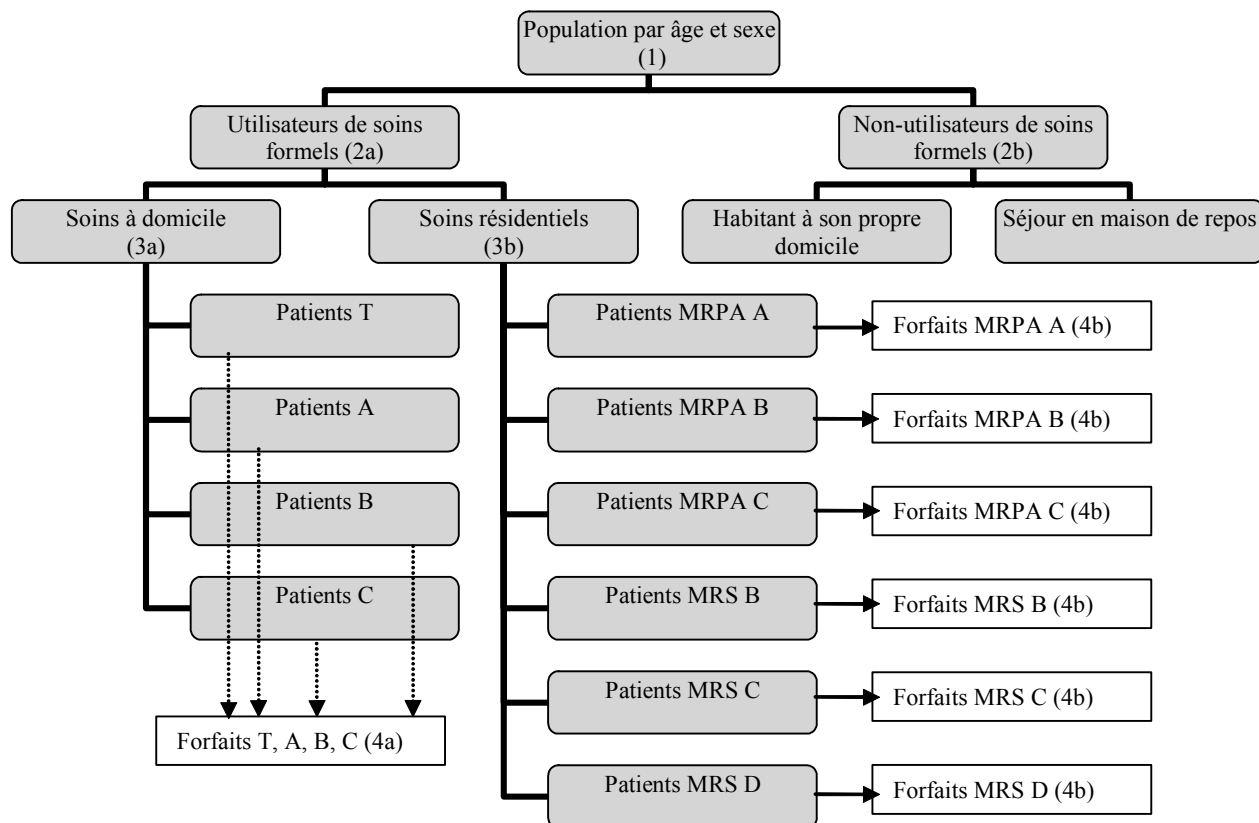 Population par âge et sexe
(1)
Utilisateurs de soins
formels (2a)
Non-utilisateurs de soins
formels (2b)
Soins à domicile
(3a)
Soins résidentiels
(3b)
Habitant à son propre
domicile
Séjour en maison de repos
Patients T
Patients MRPA A
Forfaits MRPA A (4b)
Patients A
Patients MRPA B
Forfaits MRPA B (4b)
Patients B
Patients MRPA C
Forfaits MRPA C (4b)
Patients C
Patients MRS B
Forfaits MRS B (4b)
Patients MRS C
Forfaits MRS C (4b)
Forfaits T, A, B, C (4a)
Patients MRS D
Forfaits MRS D (4b)